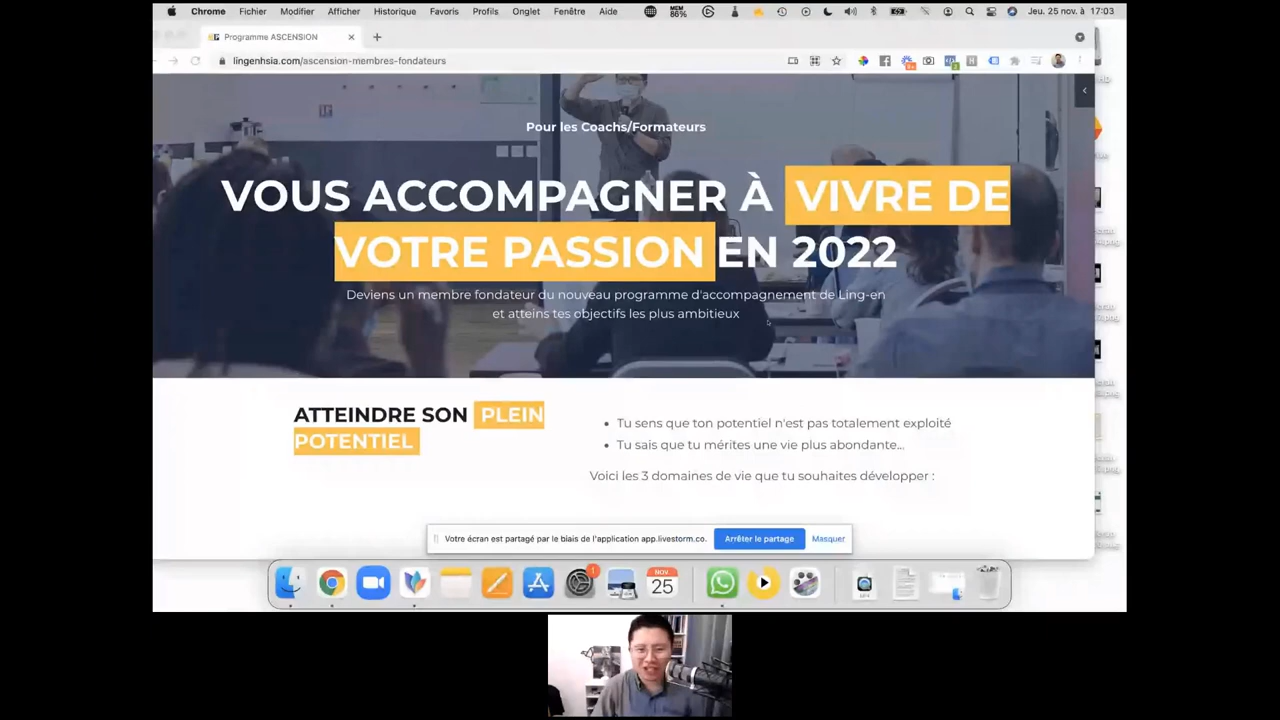 Chrome Fichier Modifier Afficher Historique Favoris Profils Onglet Fenêtre Aide MEM 86% Jeu. 25 nov. à 17:03
Programme ASCENSION
lingenhsia.com/ascension-membres-fondateurs
Pour les Coachs/Formateurs
VOUS ACCOMPAGNER À VIVRE DE
VOTRE PASSION EN 2022
Deviens un membre fondateur du nouveau programme d'accompagnement de Ling-en
et atteins tes objectifs les plus ambitieux
ATTEINDRE SON PLEIN
POTENTIEL
Tu sens que ton potentiel n'est pas totalement exploité
Tu sais que tu mérites une vie plus abondante...
Voici les 3 domaines de vie que tu souhaites développer :
Votre écran est partagé par le biais de l'application app.livestorm.co. Arrêter le partage Masquer
1
NOV.
25